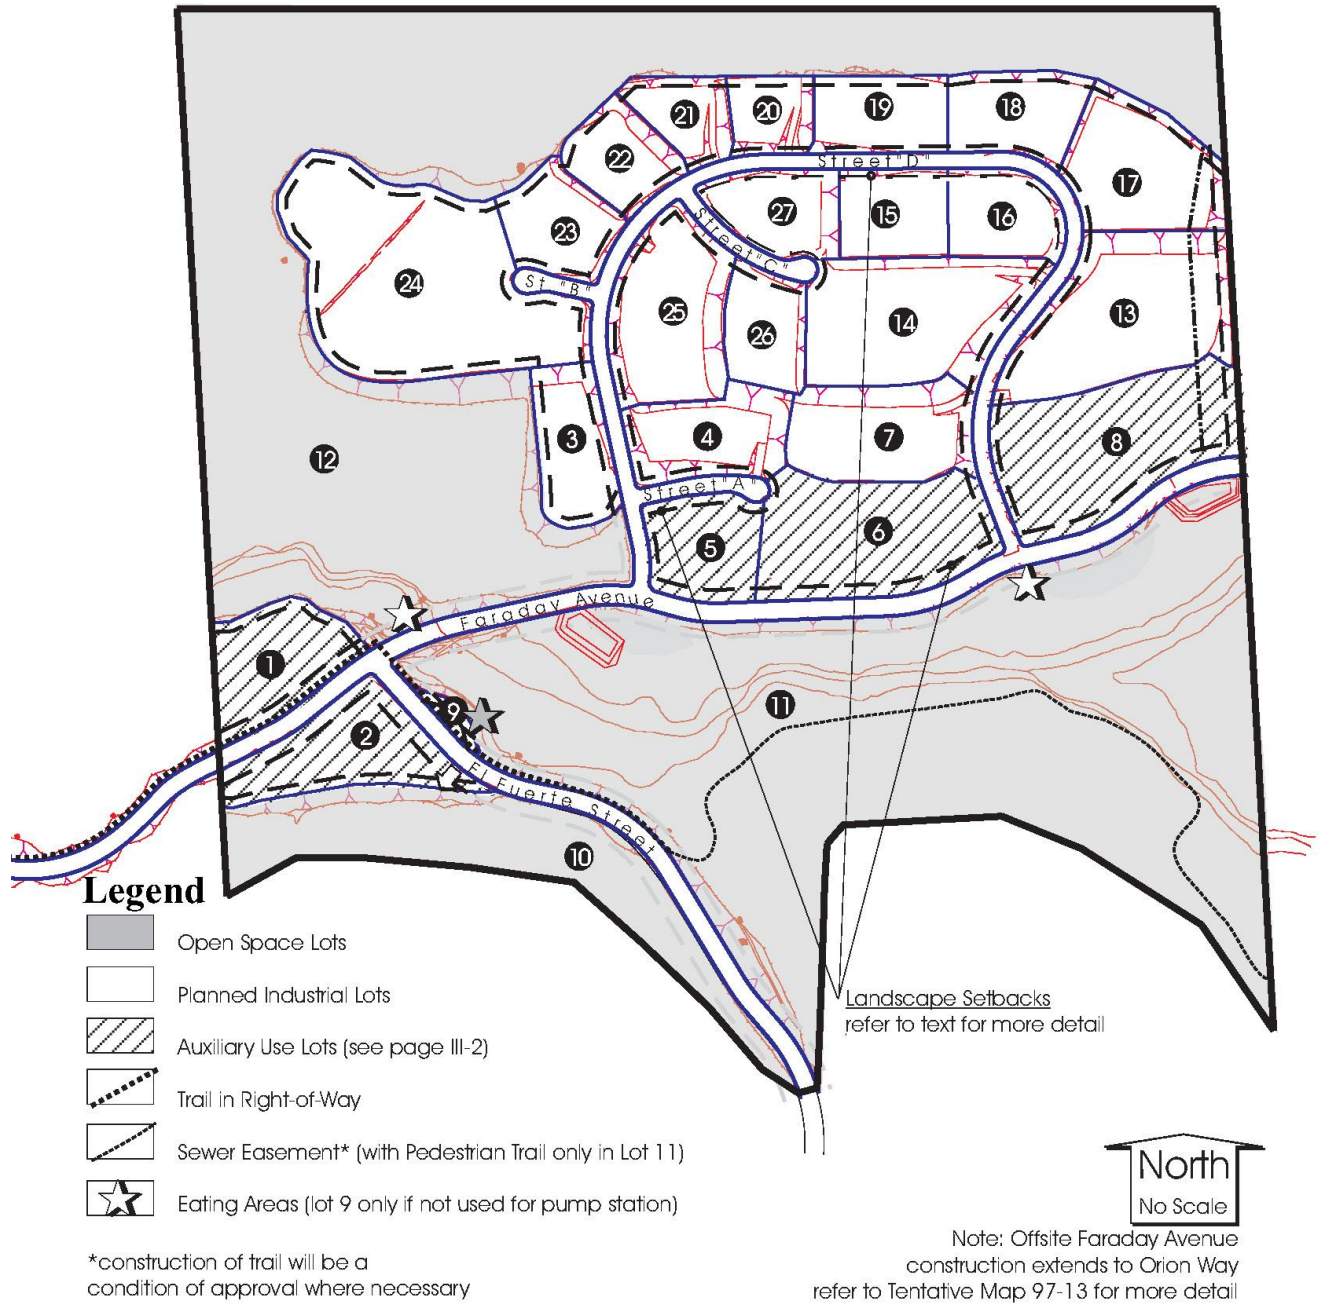 21
20
19
18
22
Street "D"
17
27
15
16
23
Street "C"
24
St. "B"
25
26
14
13
3
4
7
8
12
Street "A"
5
6
Faraday Avenue
1
9
11
2
El Fuerte Street
10
Legend
Open Space Lots
Planned Industrial Lots
Landscape Setbacks
refer to text for more detail
Auxiliary Use Lots (see page III-2)
Trail in Right-of-Way
Sewer Easement* (with Pedestrian Trail only in Lot 11)
Eating Areas (lot 9 only if not used for pump station)
North
No Scale
*construction of trail will be a
condition of approval where necessary
Note: Offsite Faraday Avenue
construction extends to Orion Way
refer to Tentative Map 97-13 for more detail